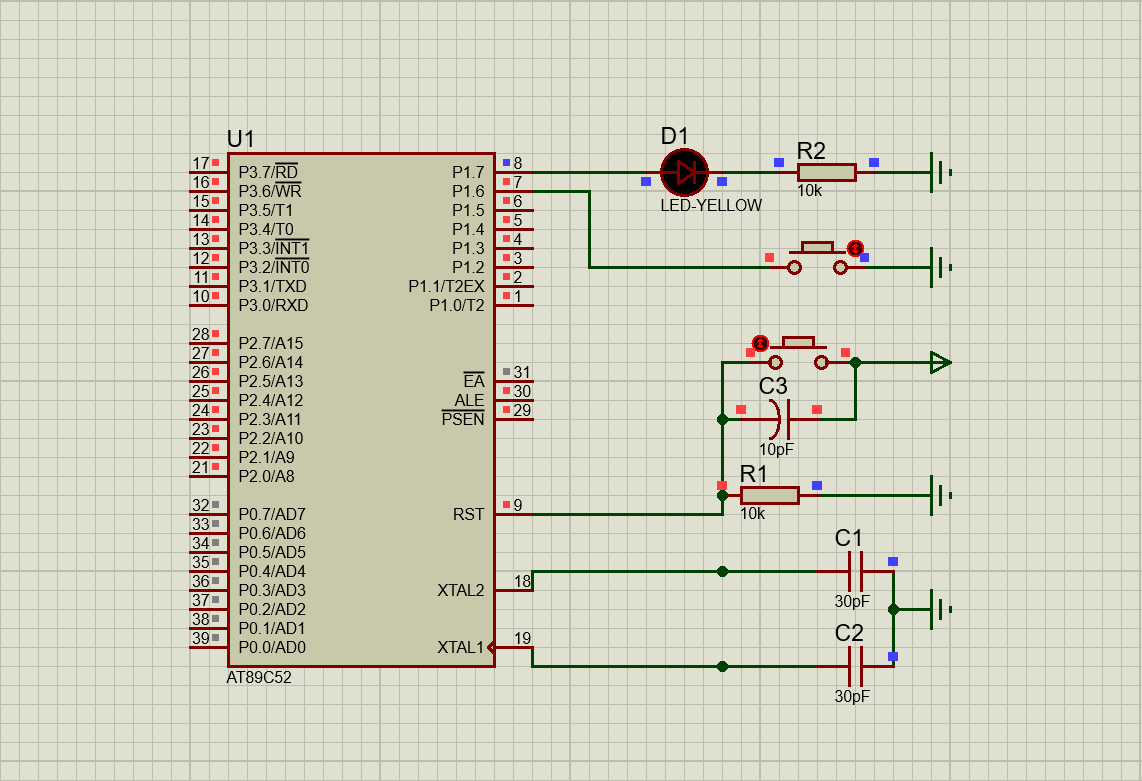 U1
17 P3.7/RD
16 P3.6/WR
15 P3.5/T1
14 P3.4/T0
13 P3.3/INT1
12 P3.2/INT0
11 P3.1/TXD
10 P3.0/RXD
28 P2.7/A15
27 P2.6/A14
26 P2.5/A13
25 P2.4/A12
24 P2.3/A11
23 P2.2/A10
22 P2.1/A9
21 P2.0/A8
32 P0.7/AD7
33 P0.6/AD6
34 P0.5/AD5
35 P0.4/AD4
36 P0.3/AD3
37 P0.2/AD2
38 P0.1/AD1
39 P0.0/AD0
P1.7 8
P1.6 7
P1.5 6
P1.4 5
P1.3 4
P1.2 3
P1.1/T2EX 2
P1.0/T2 1
EA 31
ALE 30
PSEN 29
RST 9
XTAL2 18
XTAL1 19
AT89C52
D1
LED-YELLOW
R2
10k
C3
10pF
R1
10k
C1
30pF
C2
30pF